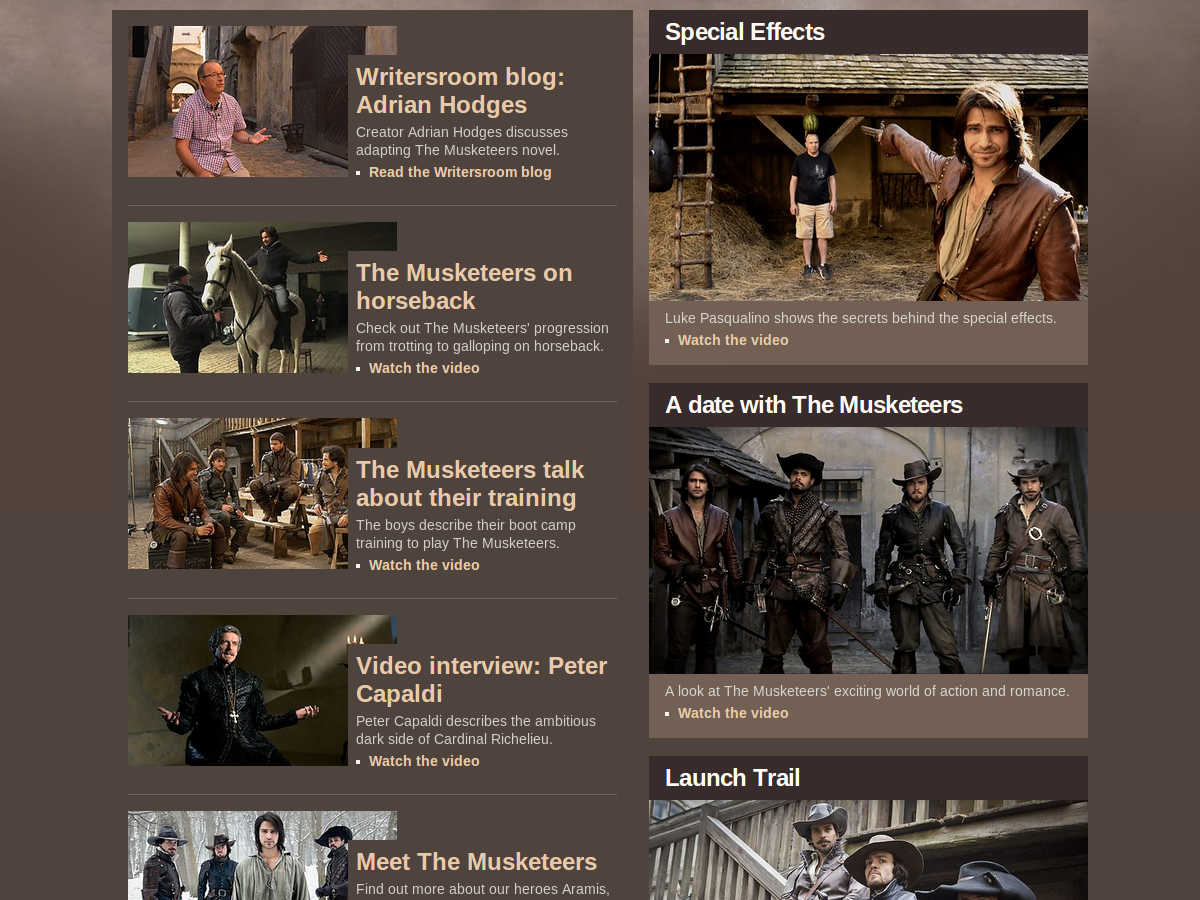 Writersroom blog:
Adrian Hodges
Creator Adrian Hodges discusses
adapting The Musketeers novel.
Read the Writersroom blog
The Musketeers on
horseback
Check out The Musketeers' progression
from trotting to galloping on horseback.
Watch the video
The Musketeers talk
about their training
The boys describe their boot camp
training to play The Musketeers.
Watch the video
Video interview: Peter
Capaldi
Peter Capaldi describes the ambitious
dark side of Cardinal Richelieu.
Watch the video
Meet The Musketeers
Find out more about our heroes Aramis,
Special Effects
Luke Pasqualino shows the secrets behind the special effects.
Watch the video
A date with The Musketeers
A look at The Musketeers' exciting world of action and romance.
Watch the video
Launch Trail